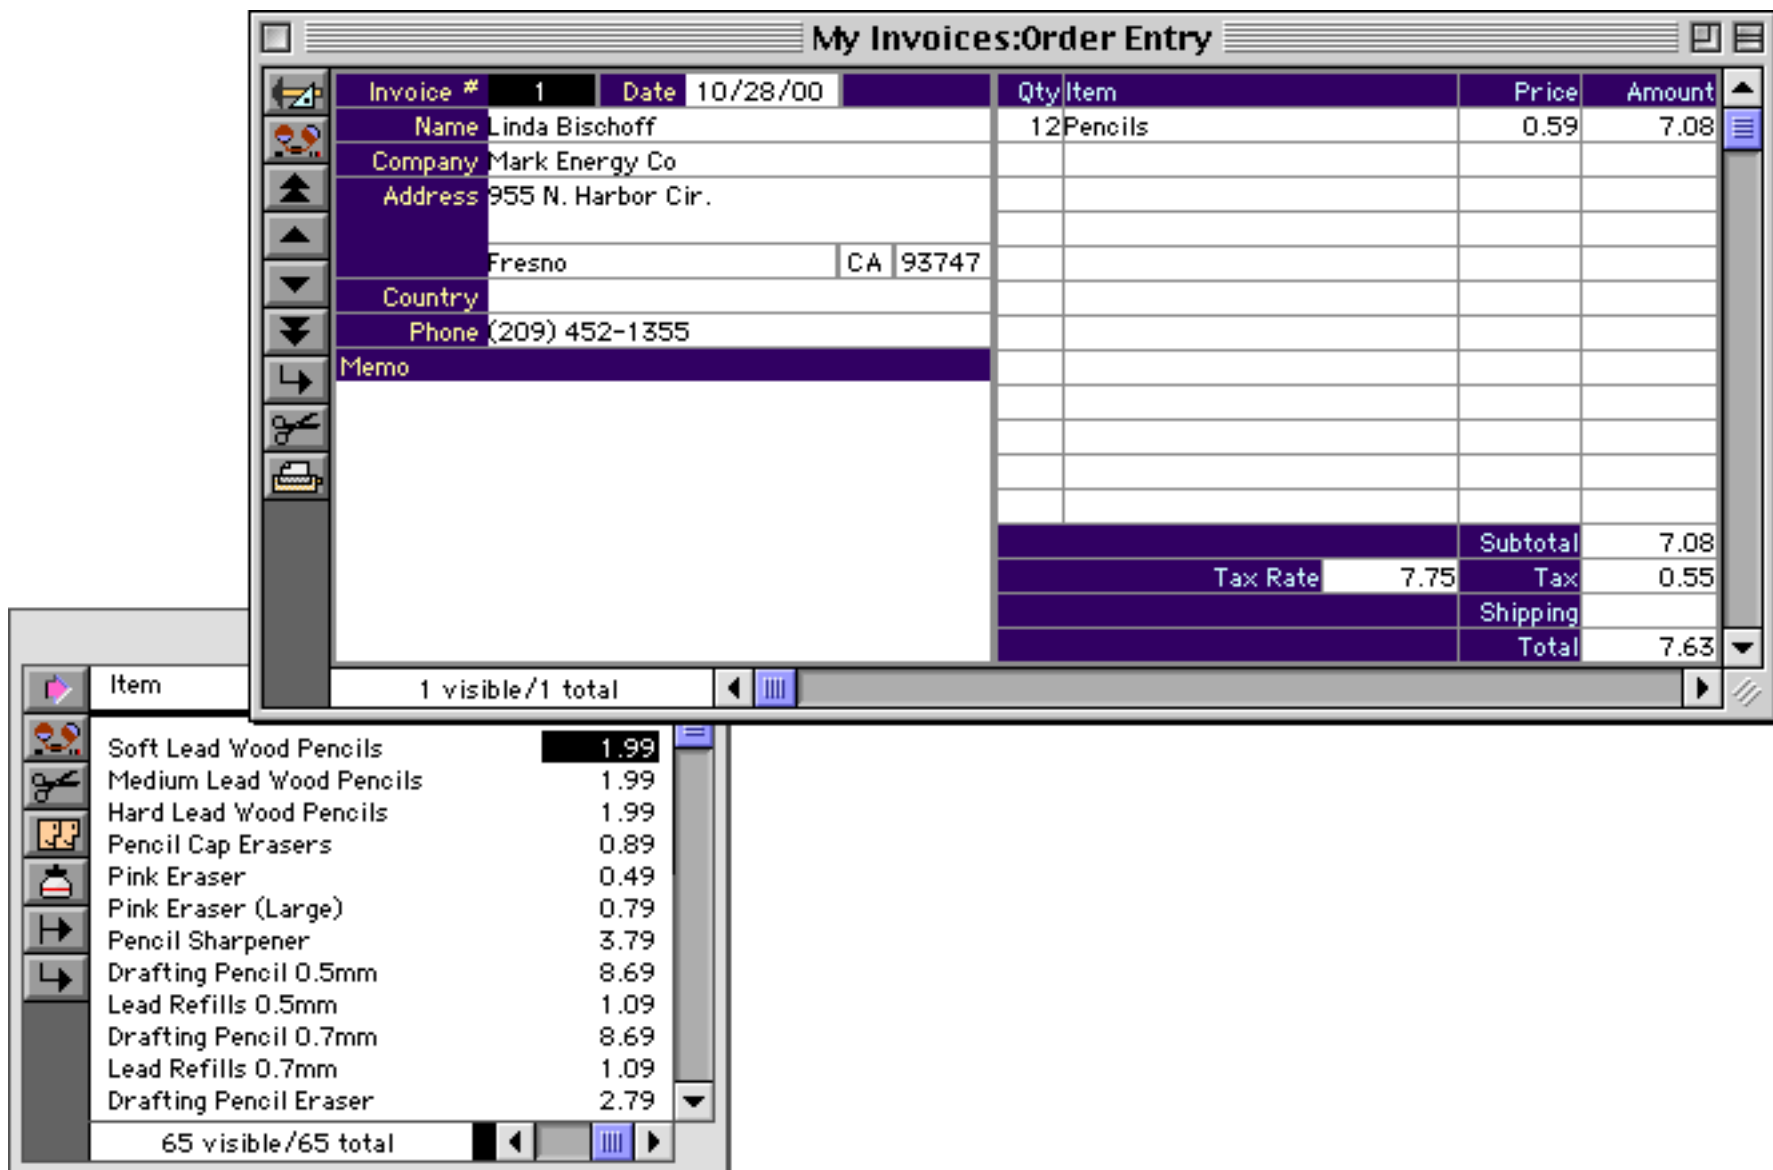 My Invoices:Order Entry
Invoice # 1 Date 10/28/00
Name Linda Bischoff
Company Mark Energy Co
Address 955 N. Harbor Cir.
Fresno CA 93747
Country
Phone (209) 452-1355
Memo
Qty Item Price Amount
12 Pencils 0.59 7.08
Subtotal 7.08
Tax Rate 7.75 Tax 0.55
Shipping
Total 7.63
1 visible/1 total
Item
Soft Lead Wood Pencils 1.99
Medium Lead Wood Pencils 1.99
Hard Lead Wood Pencils 1.99
Pencil Cap Erasers 0.89
Pink Eraser 0.49
Pink Eraser (Large) 0.79
Pencil Sharpener 3.79
Drafting Pencil 0.5mm 8.69
Lead Refills 0.5mm 1.09
Drafting Pencil 0.7mm 8.69
Lead Refills 0.7mm 1.09
Drafting Pencil Eraser 2.79
65 visible/65 total